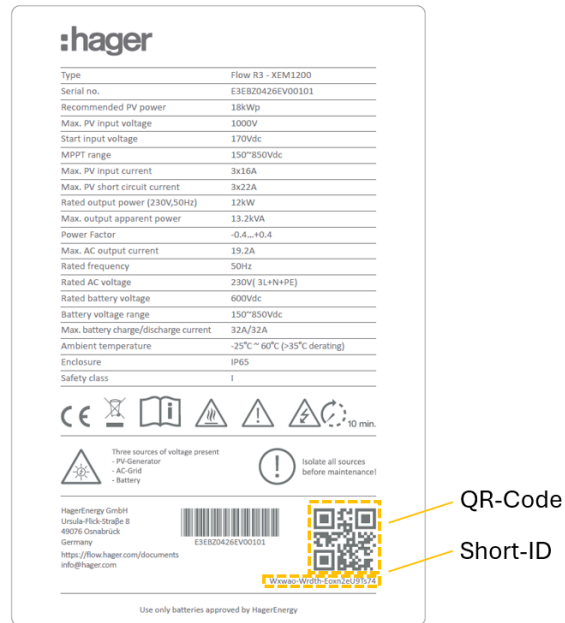 :hager
Type Flow R3 - XEM1200
Serial no. E3EBZ0426EV00101
Recommended PV power 18kWp
Max. PV input voltage 1000V
Start input voltage 170Vdc
MPPT range 150~850Vdc
Max. PV input current 3x16A
Max. PV short circuit current 3x22A
Rated output power (230V,50Hz) 12kW
Max. output apparent power 13.2kVA
Power Factor -0.4...+0.4
Max. AC output current 19.2A
Rated frequency 50Hz
Rated AC voltage 230V( 3L+N+PE)
Rated battery voltage 600Vdc
Battery voltage range 150~850Vdc
Max. battery charge/discharge current 32A/32A
Ambient temperature -25°C ~ 60°C (>35°C derating)
Enclosure IP65
Safety class I
CE
10 min.
Three sources of voltage present
- PV-Generator
- AC-Grid
- Battery
Isolate all sources
before maintenance!
HagerEnergy GmbH
Ursula-Flick-Straße 8
49076 Osnabrück
Germany
https://flow.hager.com/documents
info@hager.com
E3EBZ0426EV00101
QR-Code
Short-ID
Use only batteries approved by HagerEnergy